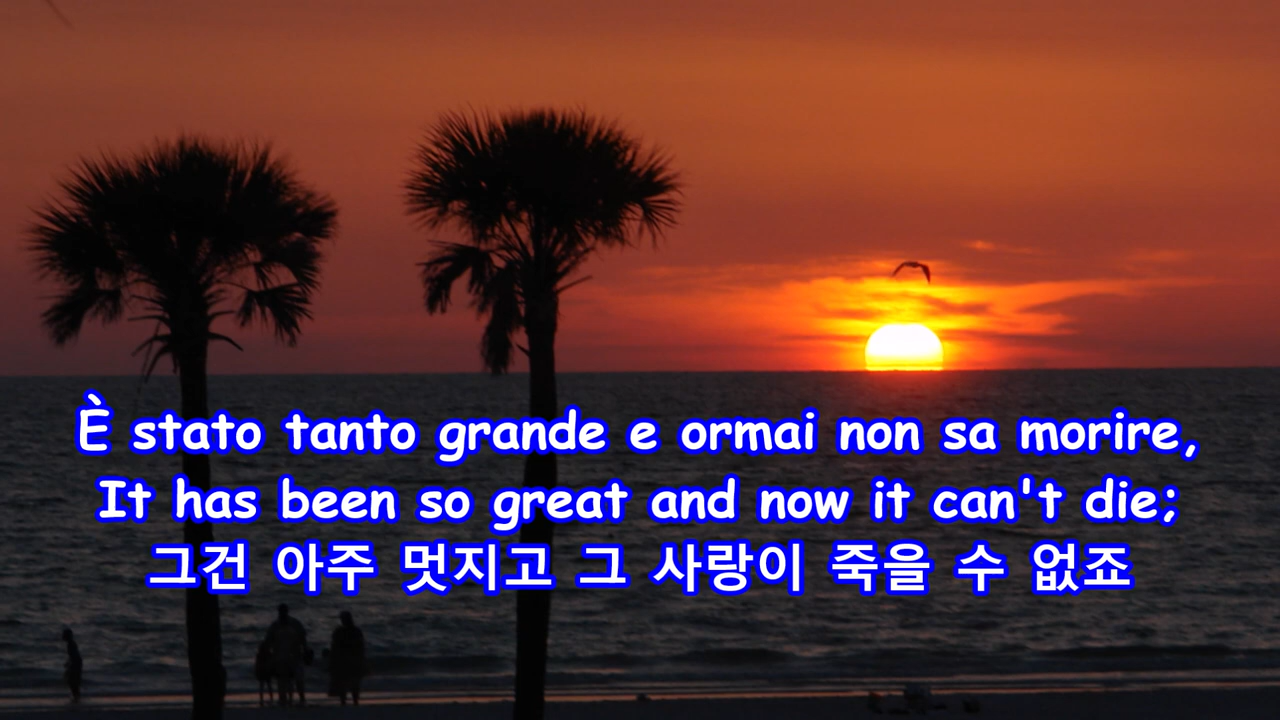 È stato tanto grande e ormai non sa morire,
It has been so great and now it can't die;
그건 아주 멋지고 그 사랑이 죽을 수 없죠